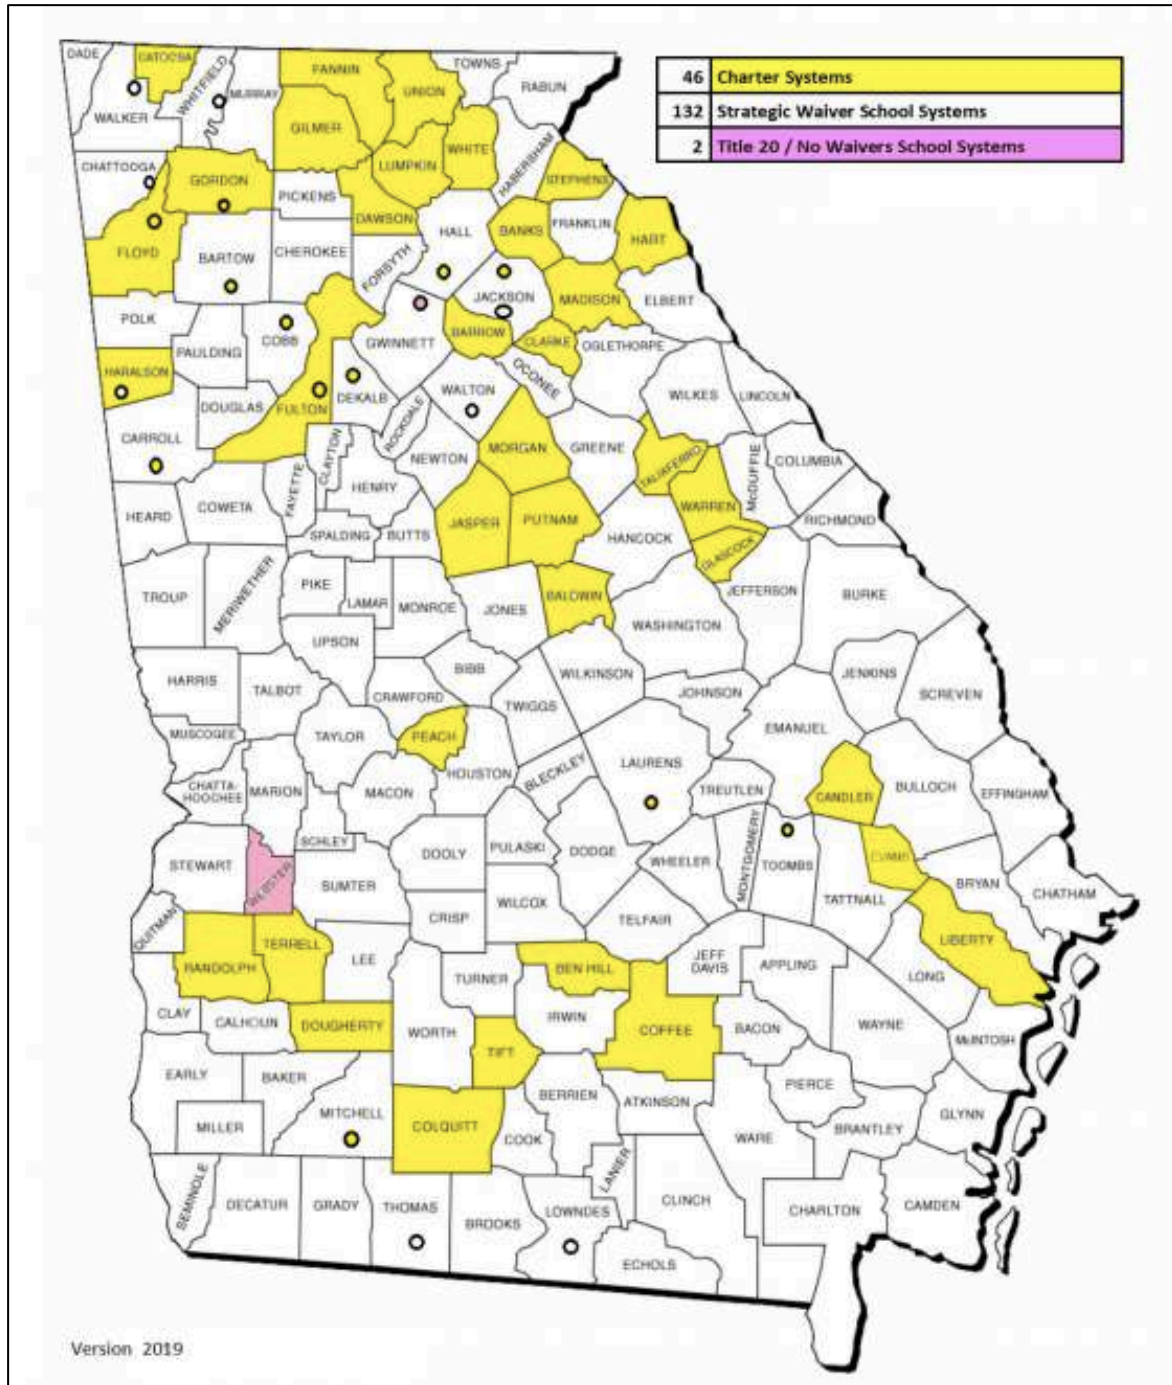 46 Charter Systems
132 Strategic Waiver School Systems
2 Title 20 / No Waivers School Systems
DADE
CATOOSA
WHITFIELD
MURRAY
FANNIN
UNION
TOWNS
RABUN
WALKER
GILMER
WHITE
HABERSHAM
CHATTOOGA
GORDON
PICKENS
LUMPKIN
STEPHENS
DAWSON
HALL
BANKS
FRANKLIN
HART
FLOYD
BARTOW
CHEROKEE
FORSYTH
JACKSON
MADISON
ELBERT
POLK
PAULDING
COBB
GWINNETT
BARROW
CLARKE
OGLETHORPE
HARALSON
DOUGLAS
FULTON
DEKALB
WALTON
OCONEE
WILKES
LINCOLN
CARROLL
CLAYTON
ROCKDALE
NEWTON
MORGAN
GREENE
TALIAFERRO
McDUFFIE
COLUMBIA
HEARD
COWETA
FAYETTE
HENRY
JASPER
PUTNAM
WARREN
RICHMOND
SPALDING
BUTTS
HANCOCK
GLASCOCK
TROUP
MERIWETHER
PIKE
LAMAR
MONROE
JONES
BALDWIN
JEFFERSON
BURKE
UPSON
WASHINGTON
HARRIS
TALBOT
CRAWFORD
BIBB
WILKINSON
JENKINS
SCREVEN
MUSCOGEE
TAYLOR
PEACH
TWIGGS
JOHNSON
EMANUEL
CHATTA-
HOOCHEE
MARION
MACON
HOUSTON
BLECKLEY
LAURENS
TREUTLEN
CANDLER
BULLOCH
EFFINGHAM
STEWART
WEBSTER
SCHLEY
SUMTER
DOOLY
PULASKI
DODGE
WHEELER
MONTGOMERY
TOOMBS
EVANS
BRYAN
CHATHAM
QUITMAN
CRISP
WILCOX
TELFAIR
TATTNALL
RANDOLPH
TERRELL
LEE
TURNER
BEN HILL
JEFF
DAVIS
APPLING
LONG
LIBERTY
CLAY
CALHOUN
DOUGHERTY
WORTH
TIFT
IRWIN
COFFEE
BACON
WAYNE
McINTOSH
EARLY
BAKER
MITCHELL
COLQUITT
BERRIEN
ATKINSON
PIERCE
MILLER
COOK
WARE
BRANTLEY
GLYNN
SEMINOLE
DECATUR
GRADY
THOMAS
BROOKS
LOWNDES
LANIER
CLINCH
CHARLTON
CAMDEN
ECHOLS
Version 2019